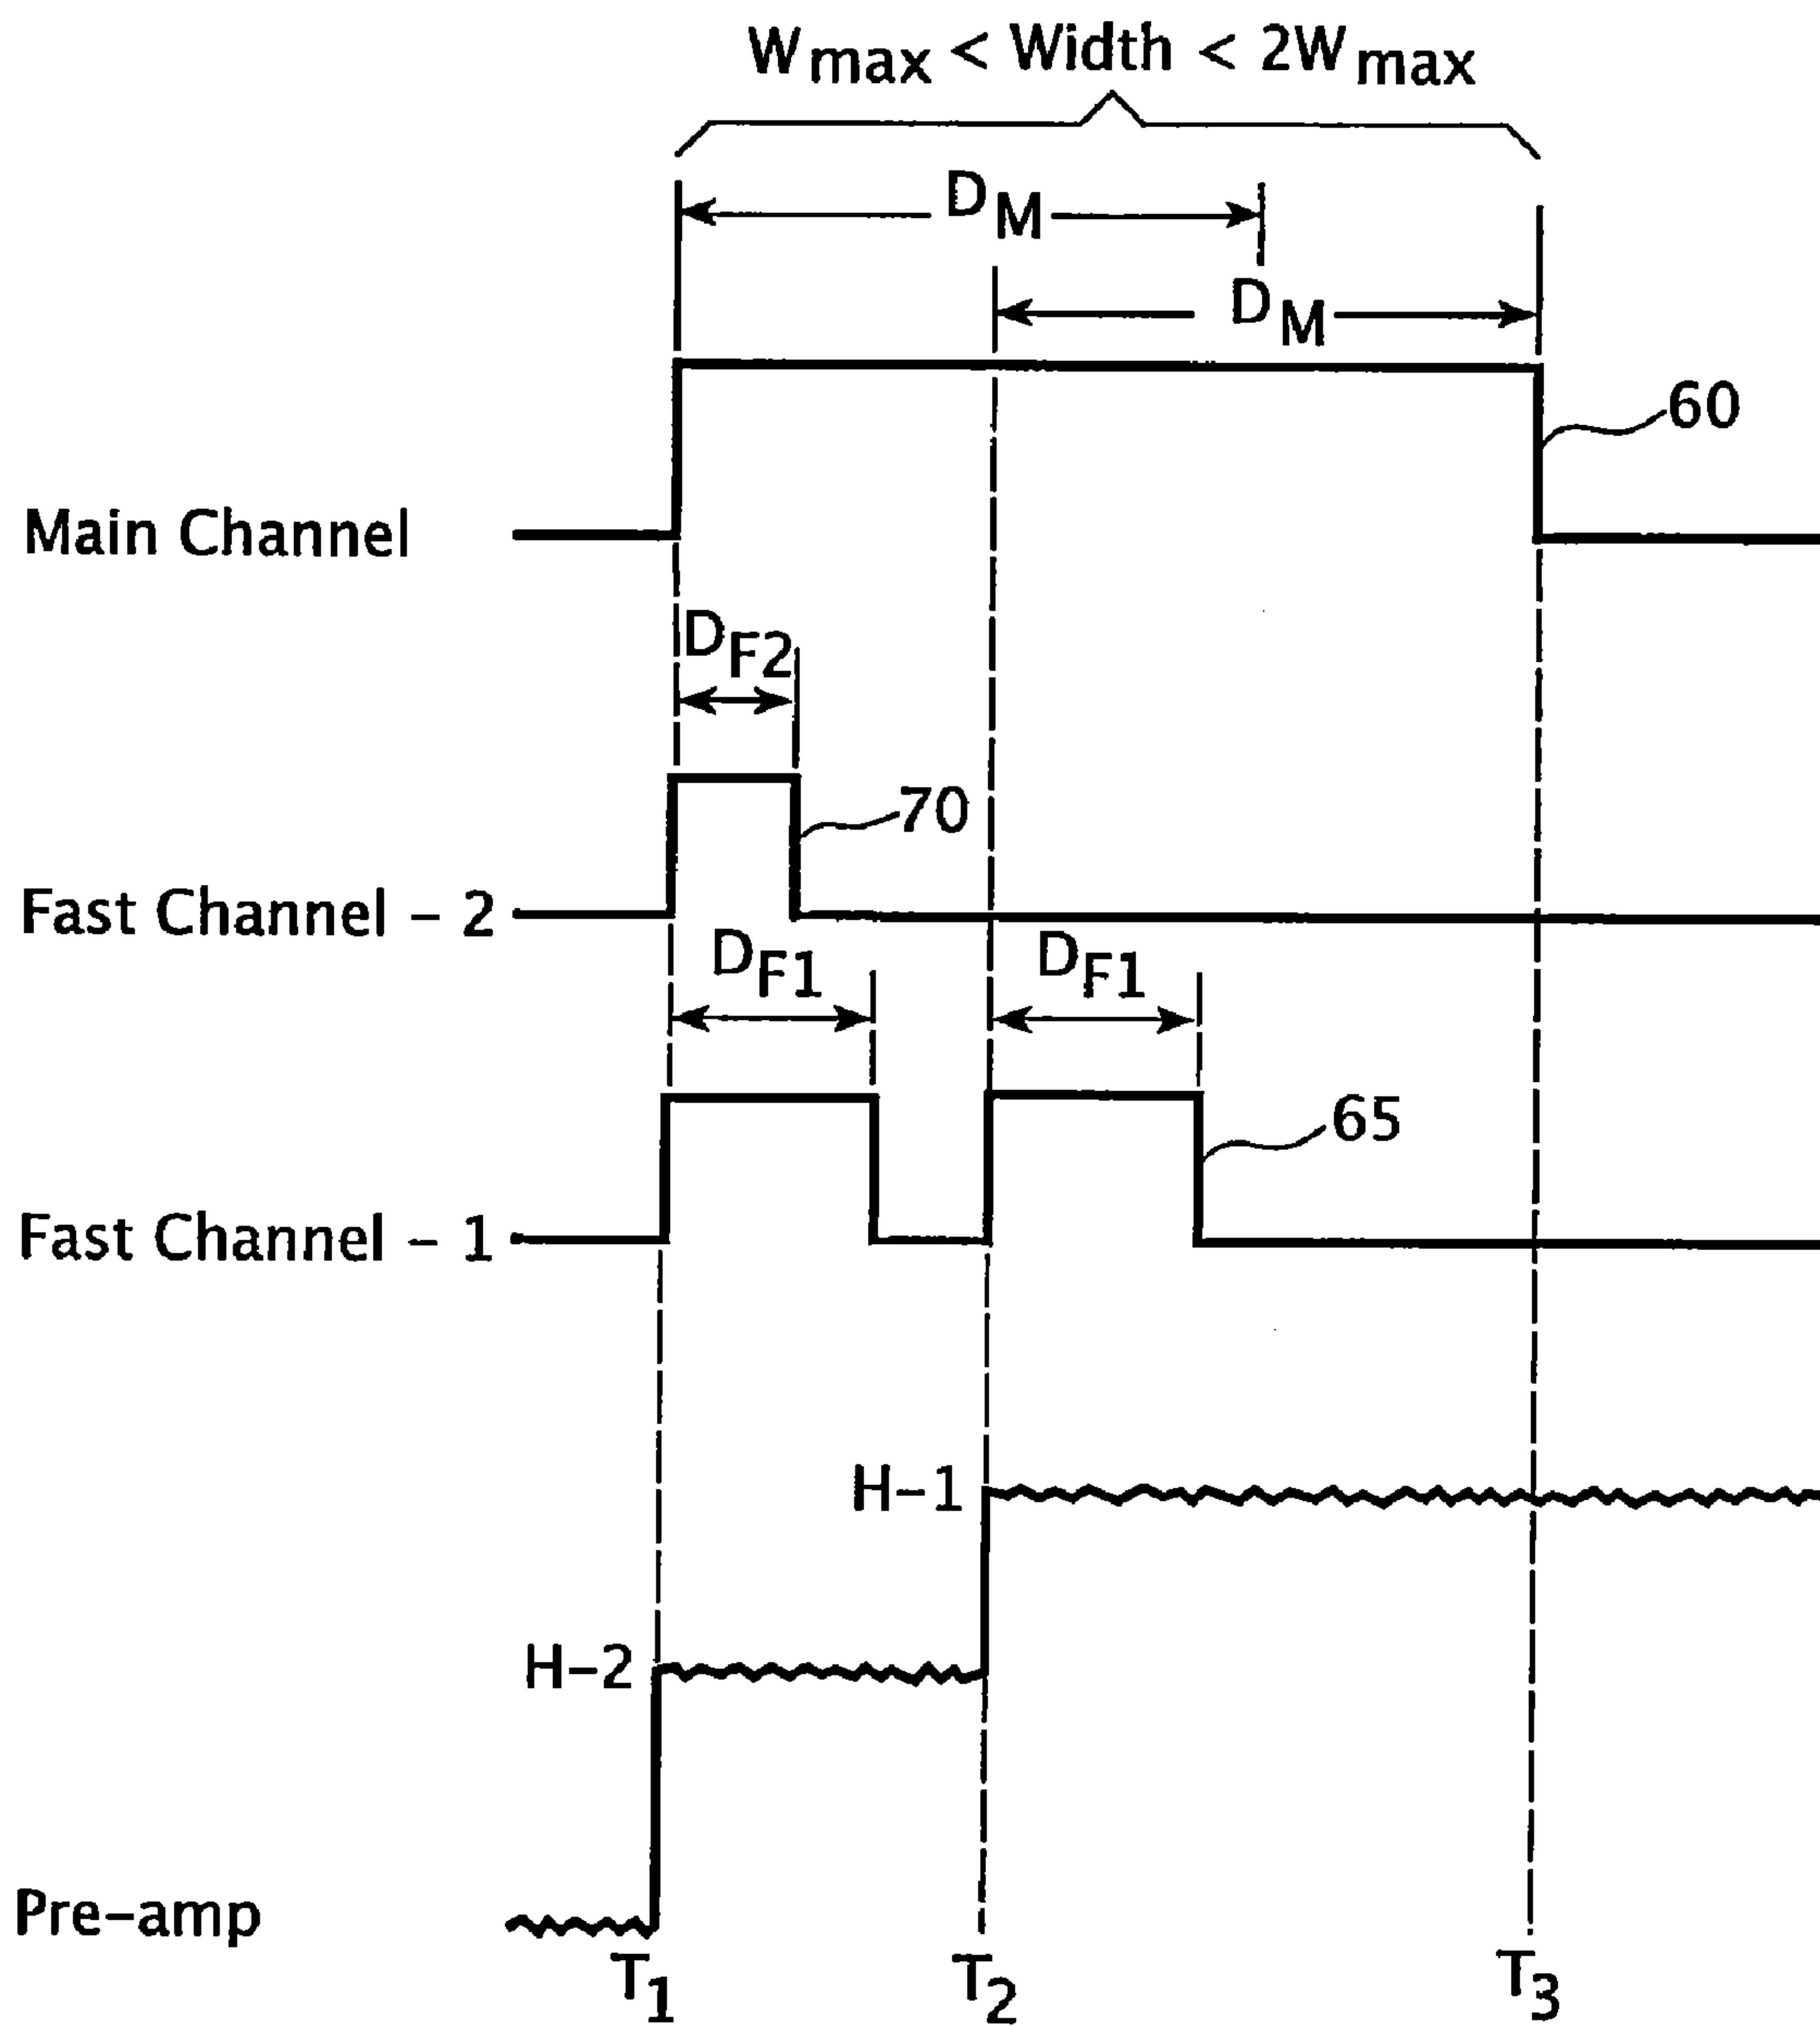 Wmax < Width < 2Wmax
DM
DM
60
Main Channel
DF2
70
Fast Channel – 2
DF1
DF1
65
Fast Channel – 1
H–1
H–2
Pre–amp
T1
T2
T3